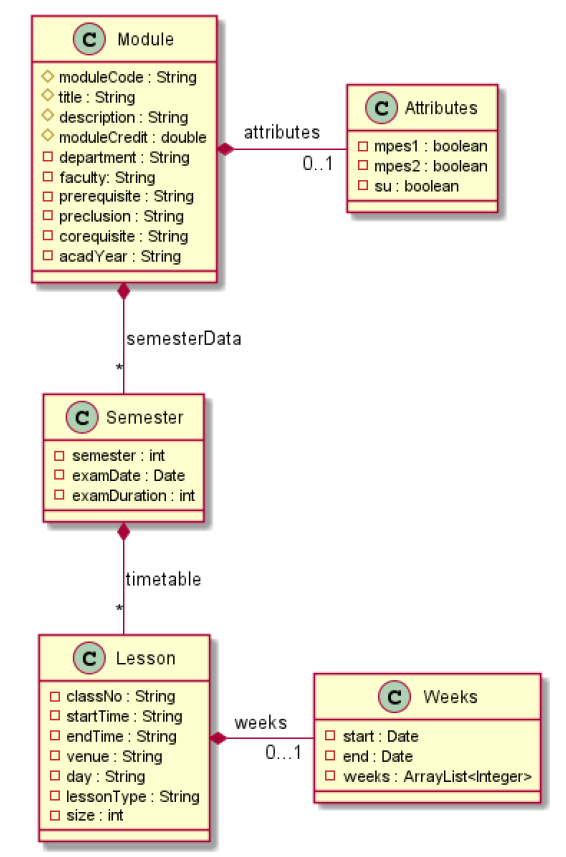 C Module
moduleCode : String
title : String
description : String
moduleCredit : double
department : String
faculty: String
prerequisite : String
preclusion : String
corequisite : String
acadYear : String
attributes
0..1
C Attributes
mpes1 : boolean
mpes2 : boolean
su : boolean
semesterData
*
C Semester
semester : int
examDate : Date
examDuration : int
timetable
*
C Lesson
classNo : String
startTime : String
endTime : String
venue : String
day : String
lessonType : String
size : int
weeks
0...1
C Weeks
start : Date
end : Date
weeks : ArrayList<Integer>